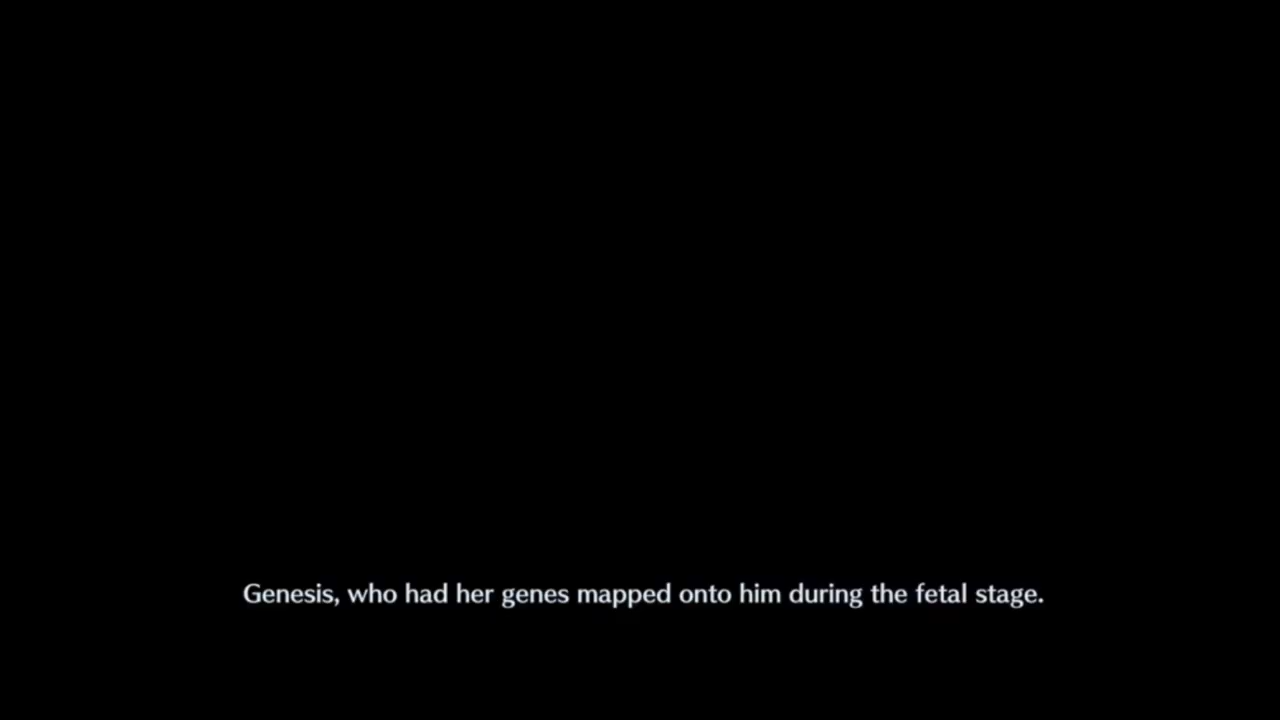 Genesis, who had her genes mapped onto him during the fetal stage.